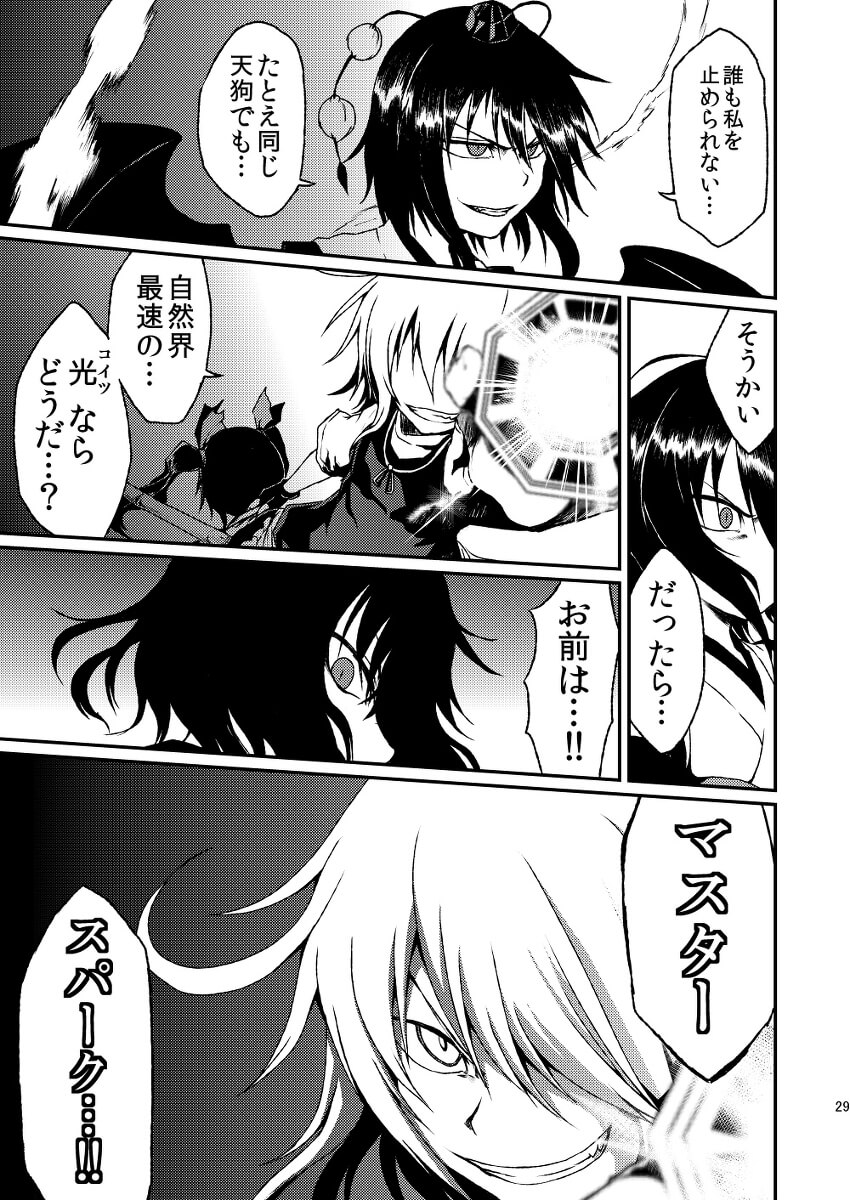 誰も私を
止められない…
たとえ同じ
天狗でも…
そうかい
だったら…
自然界
最速の…
コイツ
光なら
どうだ…?
お前は…!!
マスター
スパーク…!!!
29